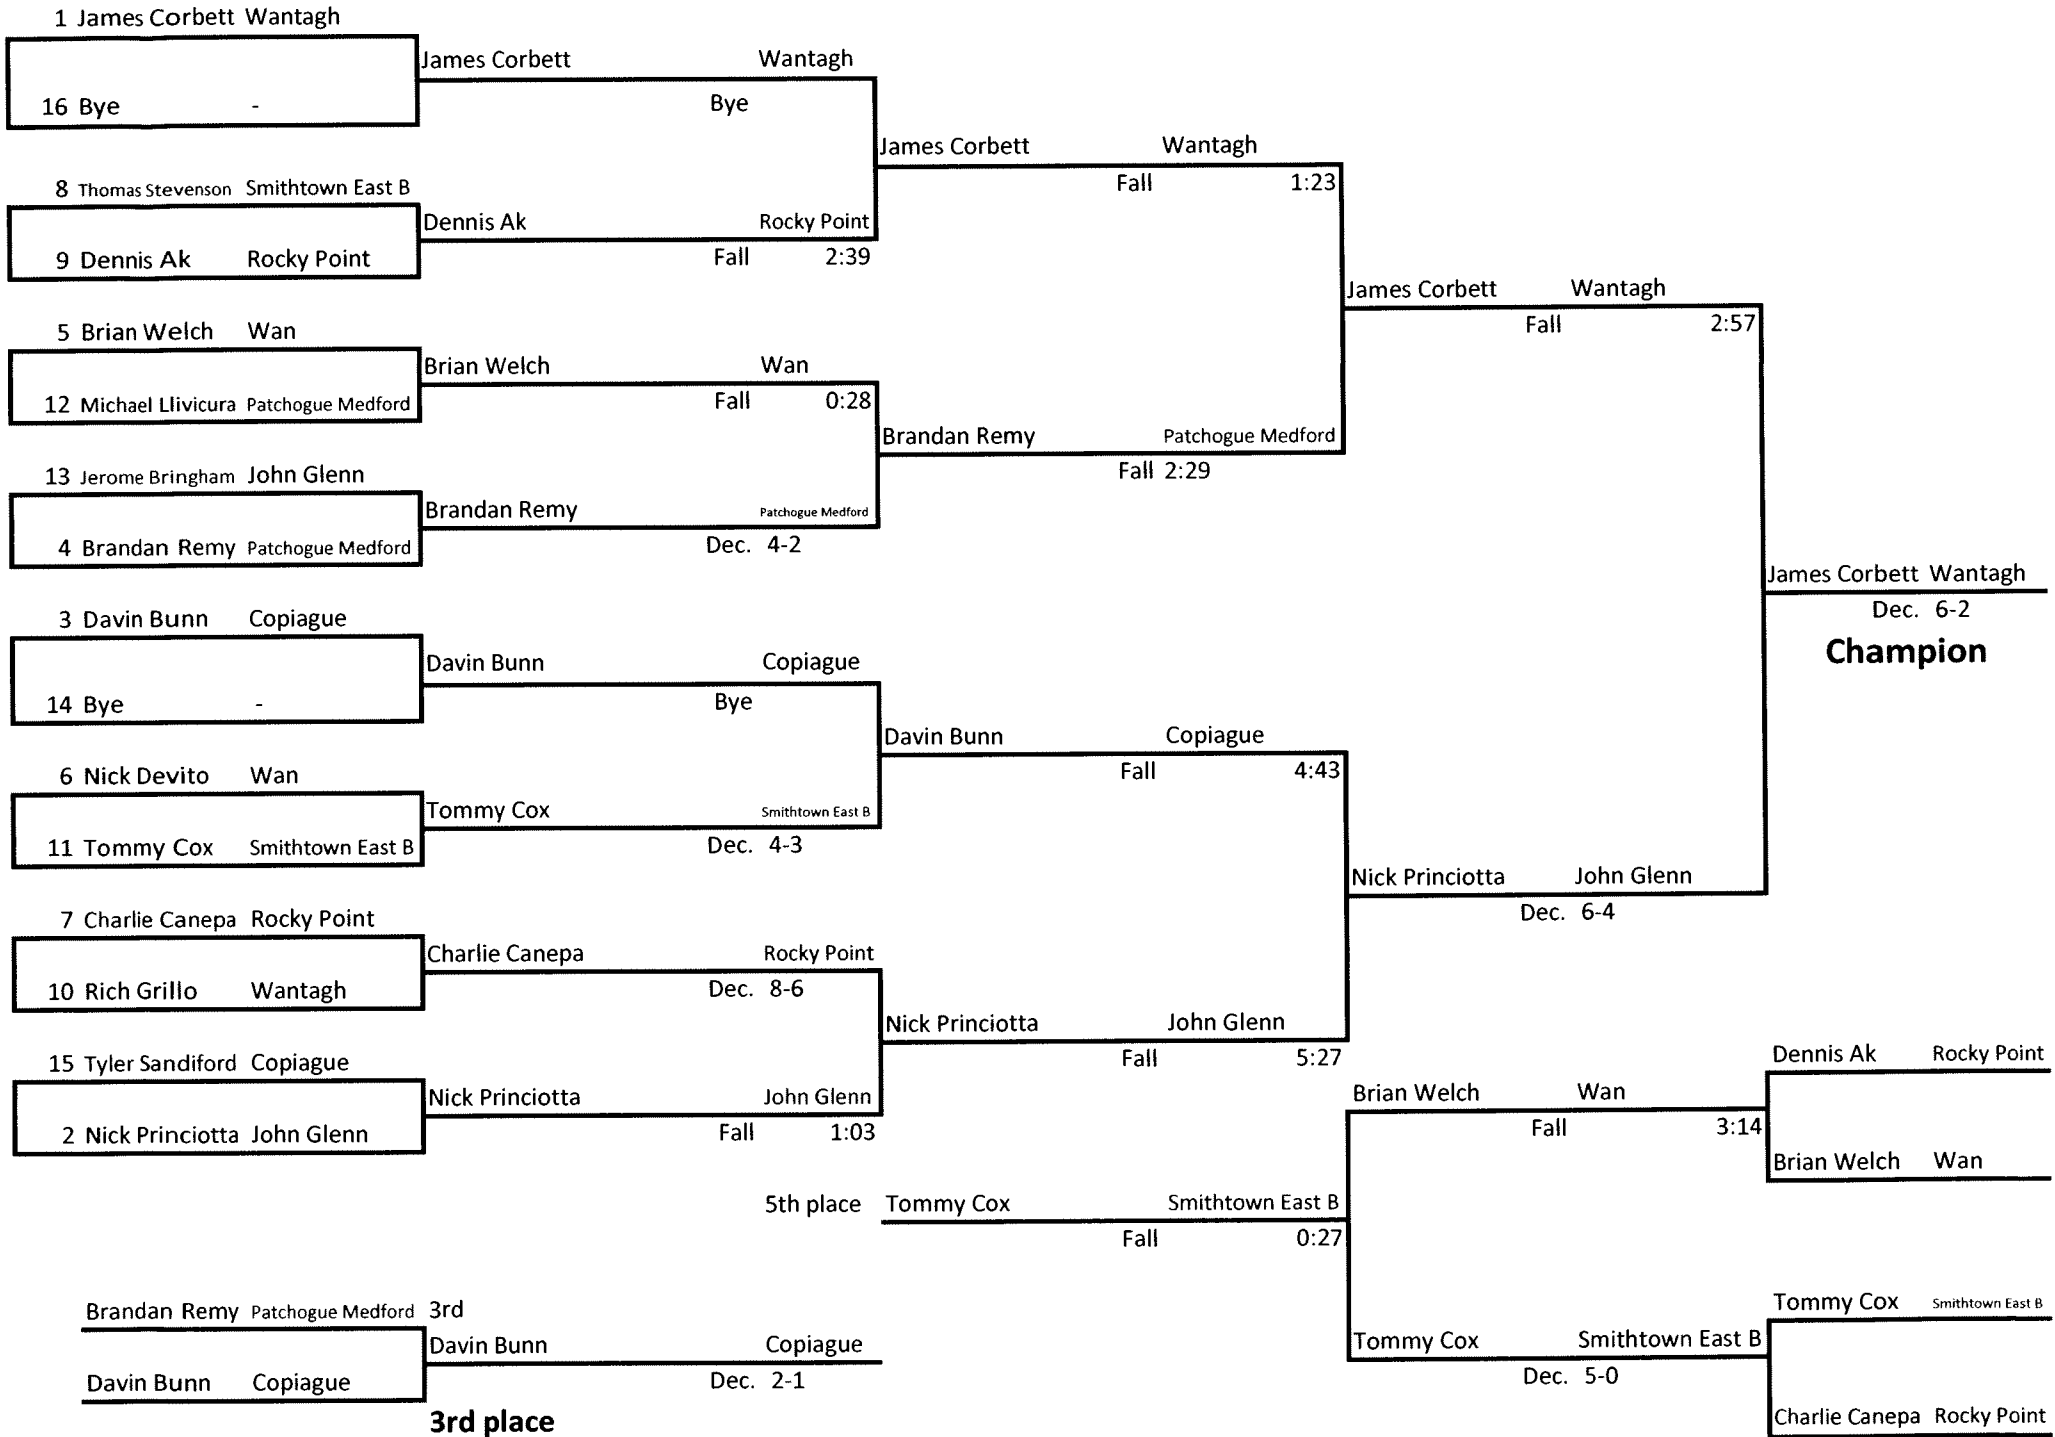 1 James Corbett Wantagh
James Corbett Wantagh
16 Bye -
Bye
James Corbett Wantagh
Fall 1:23
8 Thomas Stevenson Smithtown East B
Dennis Ak Rocky Point
9 Dennis Ak Rocky Point
Fall 2:39
James Corbett Wantagh
Fall 2:57
5 Brian Welch Wan
Brian Welch Wan
12 Michael Llivicura Patchogue Medford
Fall 0:28
Brandan Remy Patchogue Medford
Fall 2:29
13 Jerome Bringham John Glenn
Brandan Remy Patchogue Medford
4 Brandan Remy Patchogue Medford
Dec. 4-2
James Corbett Wantagh
Dec. 6-2
Champion
3 Davin Bunn Copiague
Davin Bunn Copiague
14 Bye -
Bye
Davin Bunn Copiague
Fall 4:43
6 Nick Devito Wan
Tommy Cox Smithtown East B
11 Tommy Cox Smithtown East B
Dec. 4-3
Nick Princiotta John Glenn
Dec. 6-4
7 Charlie Canepa Rocky Point
Charlie Canepa Rocky Point
10 Rich Grillo Wantagh
Dec. 8-6
Nick Princiotta John Glenn
Fall 5:27
15 Tyler Sandiford Copiague
Nick Princiotta John Glenn
2 Nick Princiotta John Glenn
Fall 1:03
Dennis Ak Rocky Point
Brian Welch Wan
Fall 3:14
Brian Welch Wan
5th place Tommy Cox Smithtown East B
Fall 0:27
Tommy Cox Smithtown East B
Tommy Cox Smithtown East B
Dec. 5-0
Charlie Canepa Rocky Point
Brandan Remy Patchogue Medford 3rd
Davin Bunn Copiague
Davin Bunn Copiague
Dec. 2-1
3rd place